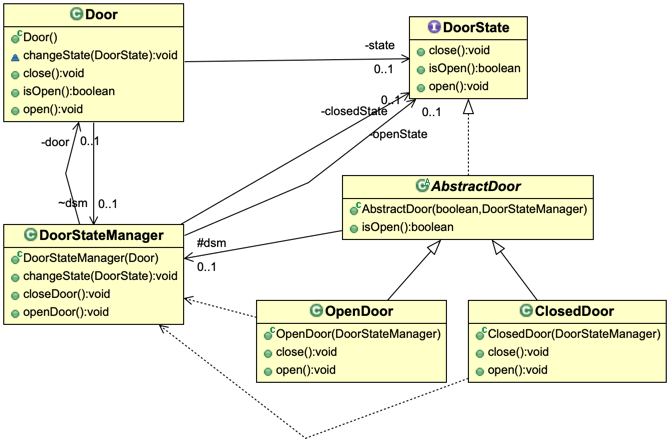 Door
Door()
changeState(DoorState):void
close():void
isOpen():boolean
open():void
DoorState
close():void
isOpen():boolean
open():void
-state
0..1
-closedState
0..1
-openState
0..1
-door
0..1
~dsm
0..1
AbstractDoor
AbstractDoor(boolean,DoorStateManager)
isOpen():boolean
DoorStateManager
DoorStateManager(Door)
changeState(DoorState):void
closeDoor():void
openDoor():void
#dsm
0..1
OpenDoor
OpenDoor(DoorStateManager)
close():void
open():void
ClosedDoor
ClosedDoor(DoorStateManager)
close():void
open():void